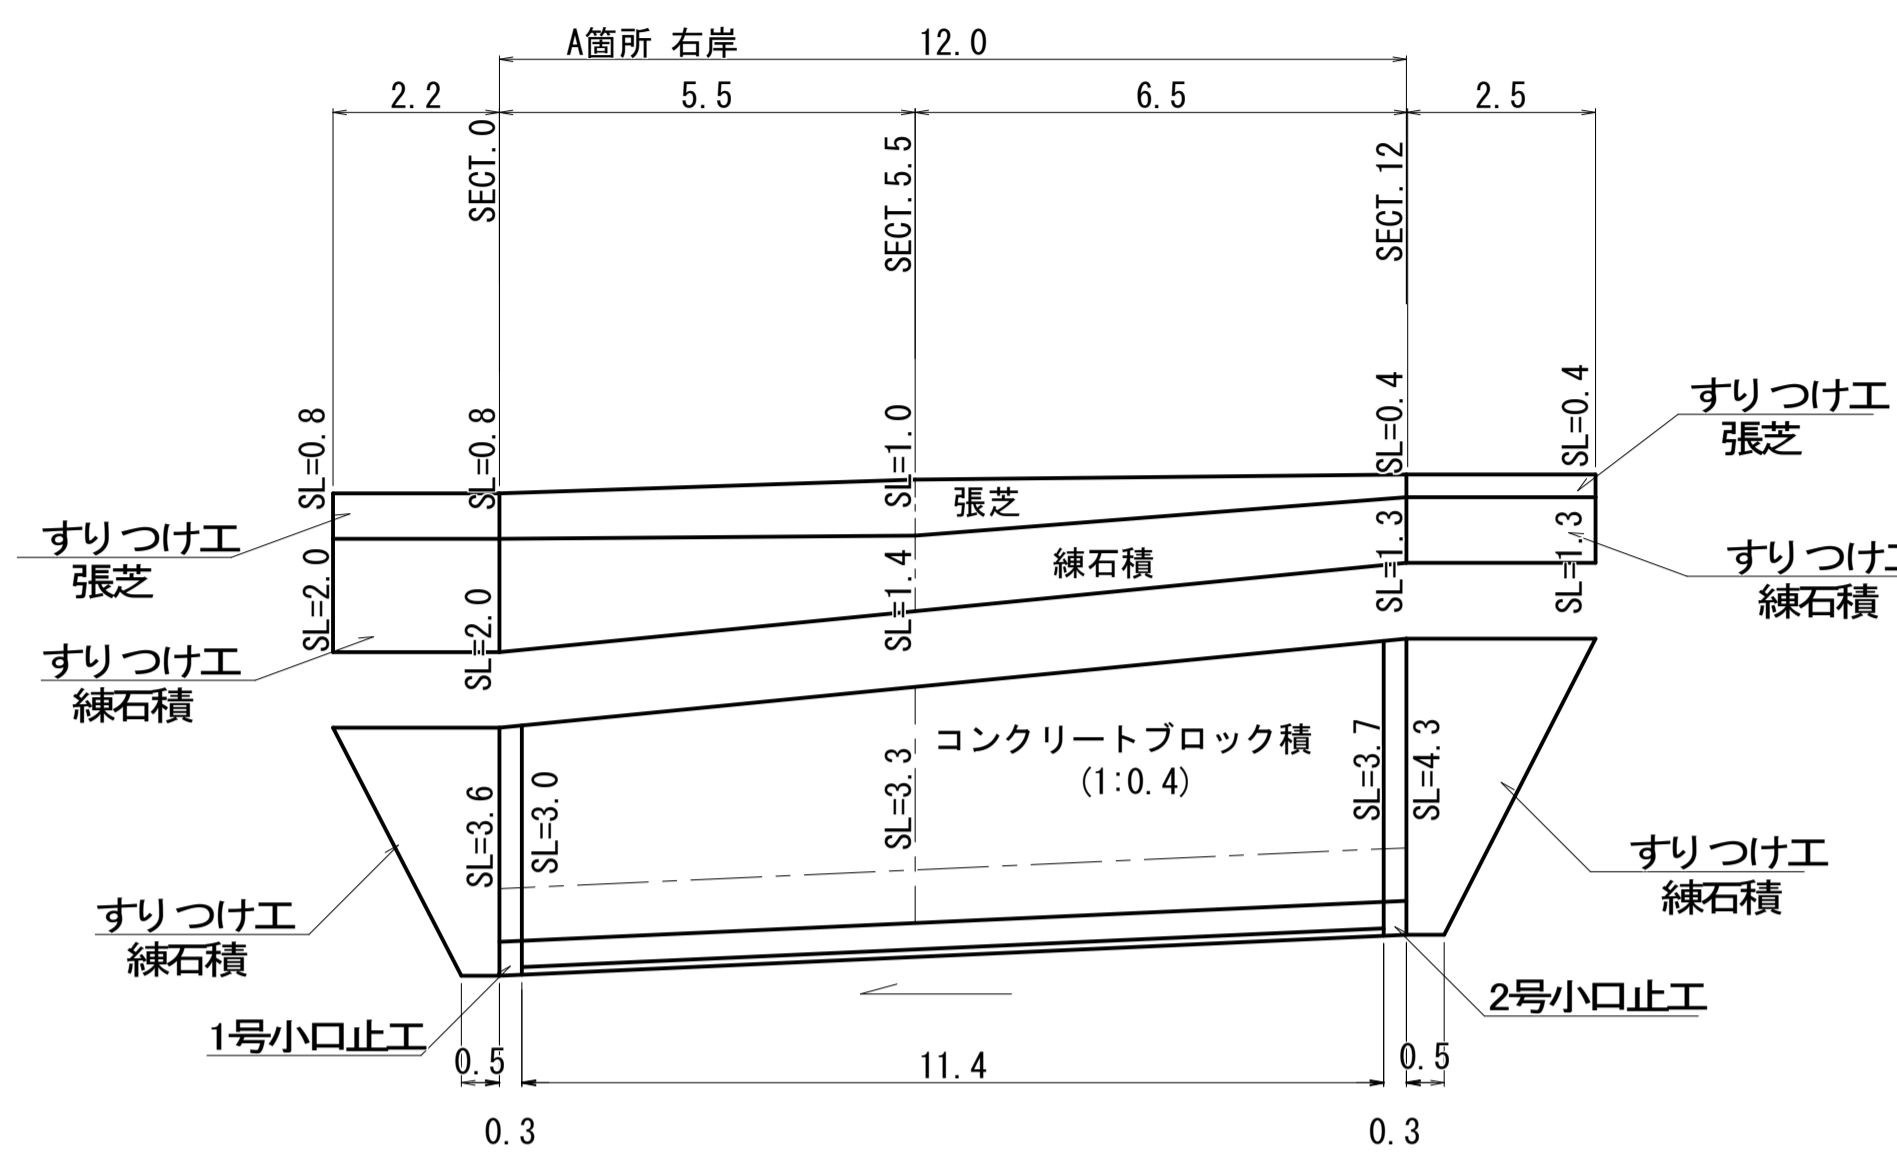 A箇所 右岸
12.0
2.2
5.5
6.5
2.5
SECT.0
SECT.5.5
SECT.12
SL=0.8
SL=0.8
SL=1.0
SL=0.4
SL=0.4
すりつけ工
張芝
張芝
すりつけ工
張芝
SL=2.0
SL=2.0
SL=1.4
練石積
SL=1.3
SL=1.3
すりつけ工
練石積
すりつけ工
練石積
コンクリートブロック積
(1:0.4)
SL=3.6
SL=3.0
SL=3.3
SL=3.7
SL=4.3
すりつけ工
練石積
すりつけ工
練石積
1号小口止工
2号小口止工
0.5
11.4
0.5
0.3
0.3